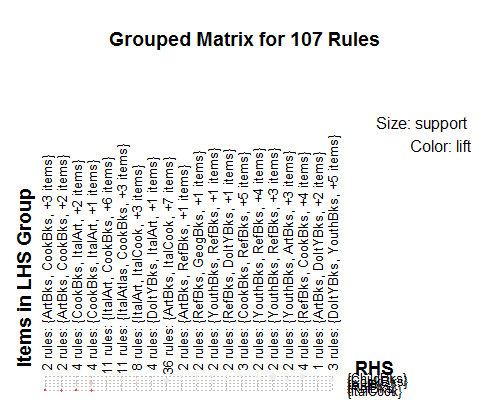 Grouped Matrix for 107 Rules
Size: support
Color: lift
Items in LHS Group
2 rules: {ArtBks, CookBks, +3 items}
2 rules: {ArtBks, CookBks, +2 items}
4 rules: {CookBks, ItalArt, +2 items}
4 rules: {CookBks, ItalArt, +1 items}
11 rules: {ItalArt, CookBks, +6 items}
11 rules: {ItalAtlas, CookBks, +3 items}
8 rules: {ItalArt, ItalCook, +3 items}
4 rules: {DoItYBks, ItalArt, +1 items}
36 rules: {ArtBks, ItalCook, +7 items}
2 rules: {ArtBks, RefBks, +1 items}
2 rules: {RefBks, GeogBks, +1 items}
2 rules: {YouthBks, RefBks, +1 items}
2 rules: {RefBks, DoItYBks, +1 items}
3 rules: {CookBks, RefBks, +5 items}
2 rules: {YouthBks, RefBks, +4 items}
2 rules: {YouthBks, RefBks, +3 items}
2 rules: {YouthBks, ArtBks, +3 items}
4 rules: {RefBks, CookBks, +4 items}
1 rules: {ArtBks, DoItYBks, +2 items}
3 rules: {DoItYBks, YouthBks, +5 items}
RHS
{ChildBks}
{ItalCook}